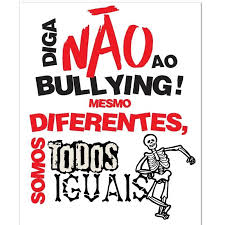 DIGA NÃO AO
BULLYING!
MESMO
DIFERENTES,
SOMOS TODOS
IGUAIS